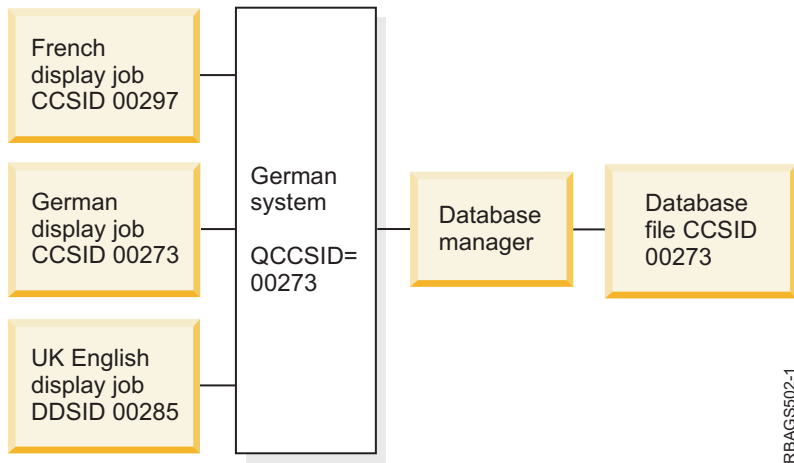 French
display job
CCSID 00297
German
display job
CCSID 00273
UK English
display job
DDSID 00285
German
system
QCCSID=
00273
Database
manager
Database
file CCSID
00273
RBAGS502-1